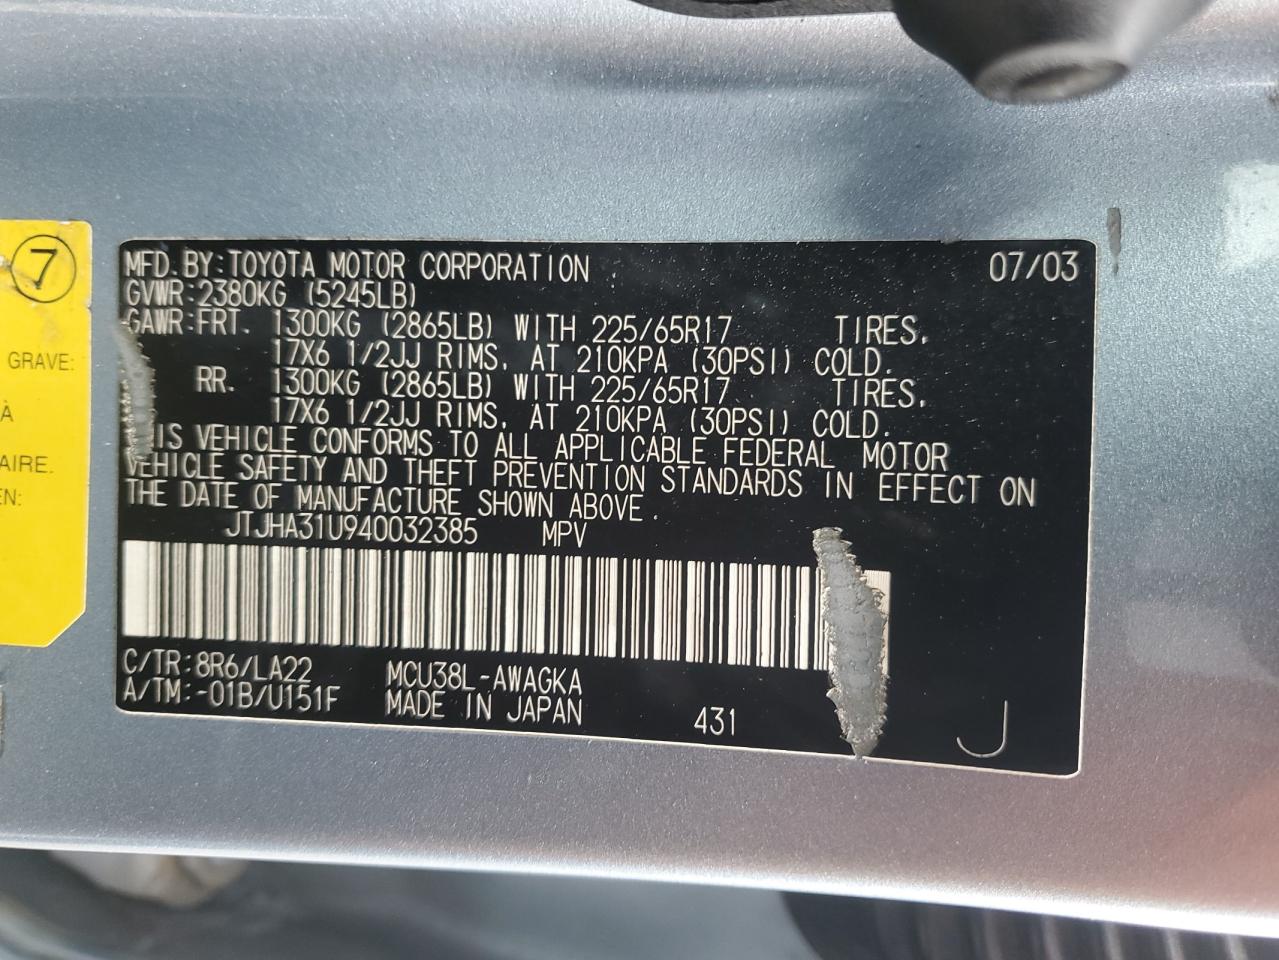 MFD. BY: TOYOTA MOTOR CORPORATION 07/03
GVWR: 2380KG (5245LB)
GAWR: FRT. 1300KG (2865LB) WITH 225/65R17 TIRES,
17X6 1/2JJ RIMS, AT 210KPA (30PSI) COLD.
RR. 1300KG (2865LB) WITH 225/65R17 TIRES,
17X6 1/2JJ RIMS, AT 210KPA (30PSI) COLD.
THIS VEHICLE CONFORMS TO ALL APPLICABLE FEDERAL MOTOR
VEHICLE SAFETY AND THEFT PREVENTION STANDARDS IN EFFECT ON
THE DATE OF MANUFACTURE SHOWN ABOVE.
JTJHA31U940032385 MPV
C/TR: 8R6/LA22 MCU38L-AWAGKA
A/TM: -01B/U151F MADE IN JAPAN 431 J
7
GRAVE:
À
AIRE.
EN: